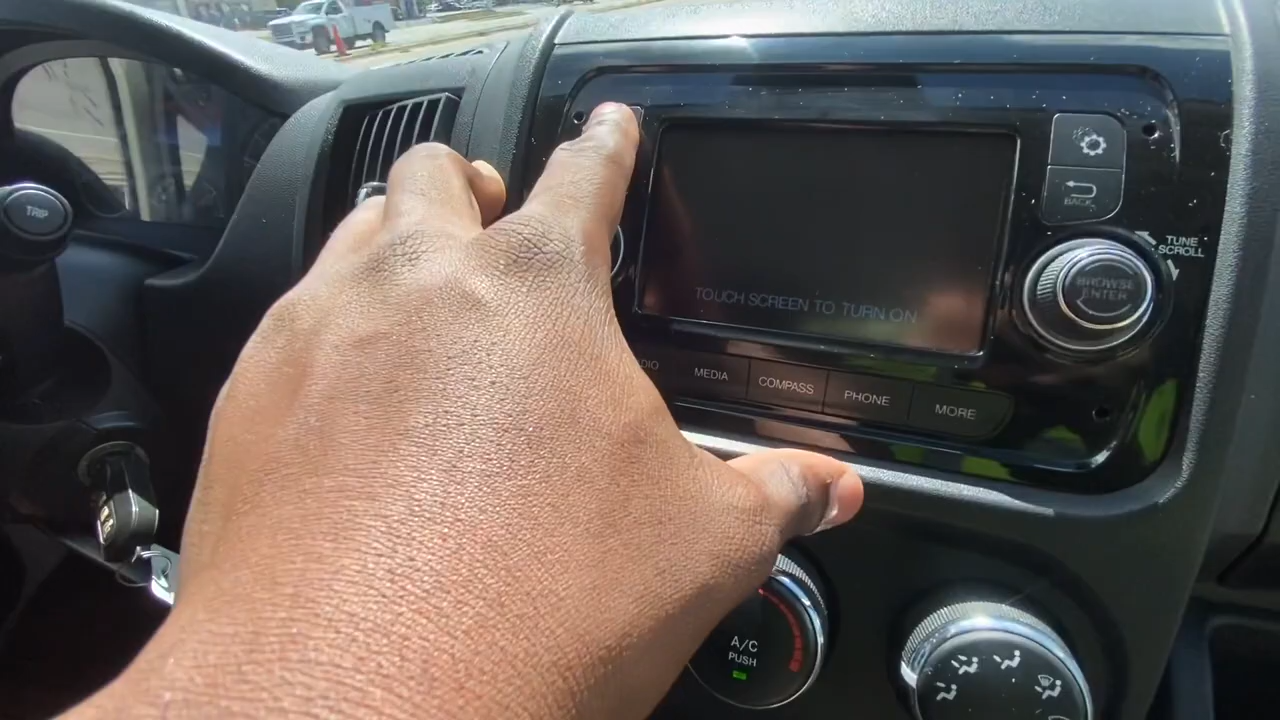 TRIP
BACK
TUNE
SCROLL
BROWSE
ENTER
TOUCH SCREEN TO TURN ON
MEDIA
COMPASS
PHONE
MORE
A/C
PUSH